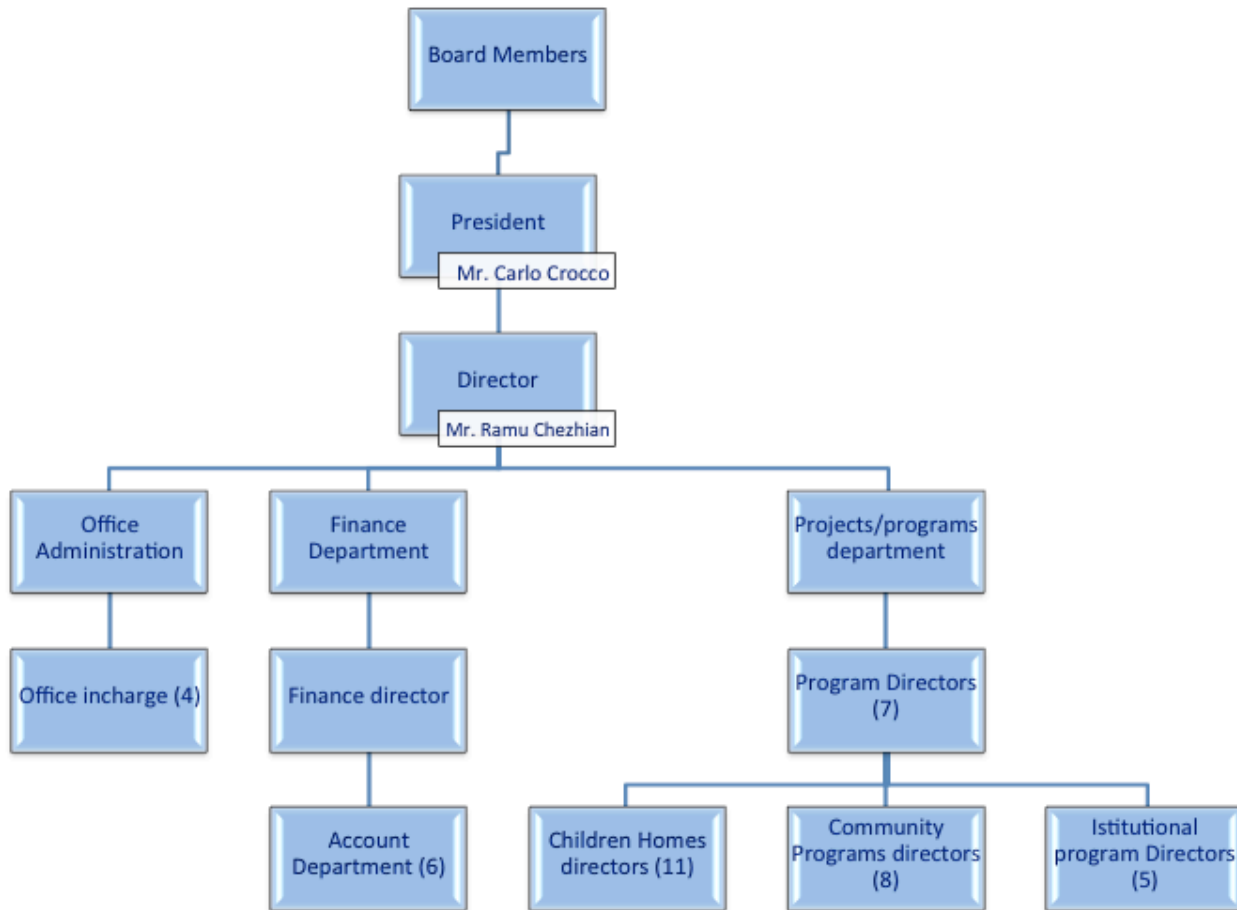 Board Members
President
Mr. Carlo Crocco
Director
Mr. Ramu Chezhian
Office
Administration
Finance
Department
Projects/programs
department
Office incharge (4)
Finance director
Program Directors
(7)
Account
Department (6)
Children Homes
directors (11)
Community
Programs directors
(8)
Istitutional
program Directors
(5)